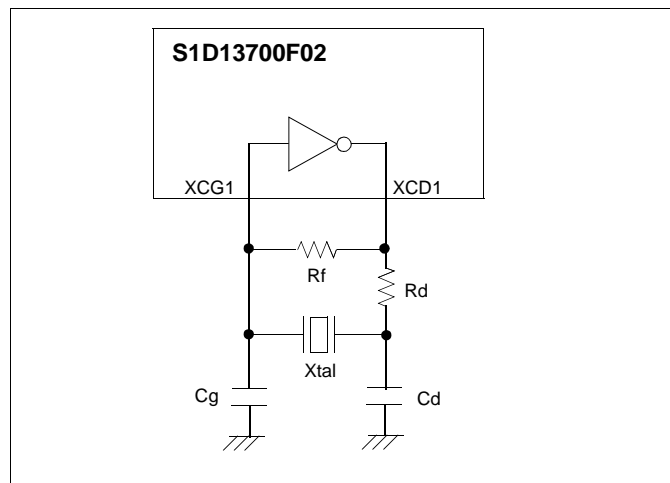 S1D13700F02
XCG1
XCD1
Rf
Rd
Xtal
Cg
Cd